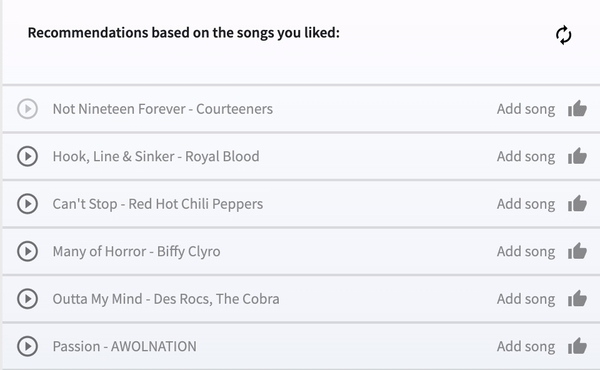 Recommendations based on the songs you liked:
Not Nineteen Forever - Courteeners Add song
Hook, Line & Sinker - Royal Blood Add song
Can't Stop - Red Hot Chili Peppers Add song
Many of Horror - Biffy Clyro Add song
Outta My Mind - Des Rocs, The Cobra Add song
Passion - AWOLNATION Add song